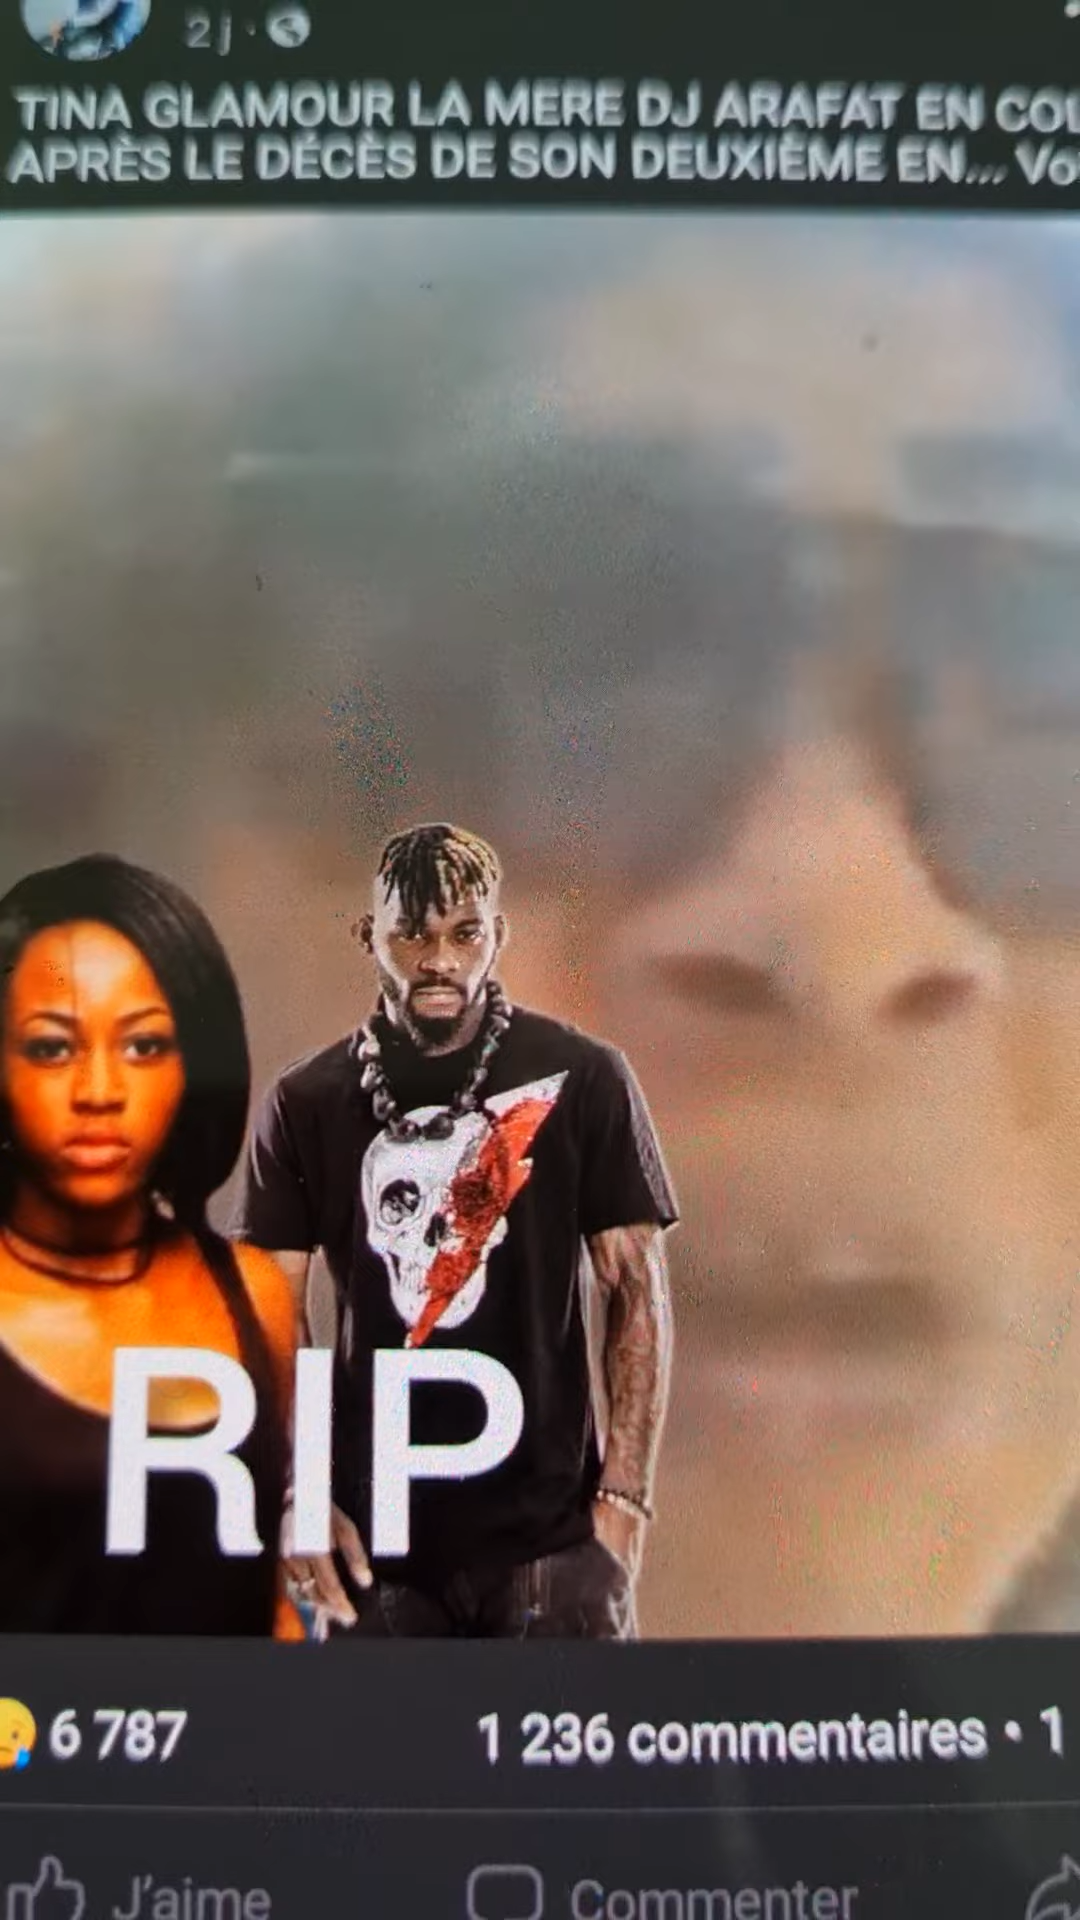 2 j
TINA GLAMOUR LA MERE DJ ARAFAT EN
APRÈS LE DÉCÈS DE SON DEUXIÈME EN...
RIP
6 787
1 236 commentaires • 1
J'aime
Commenter